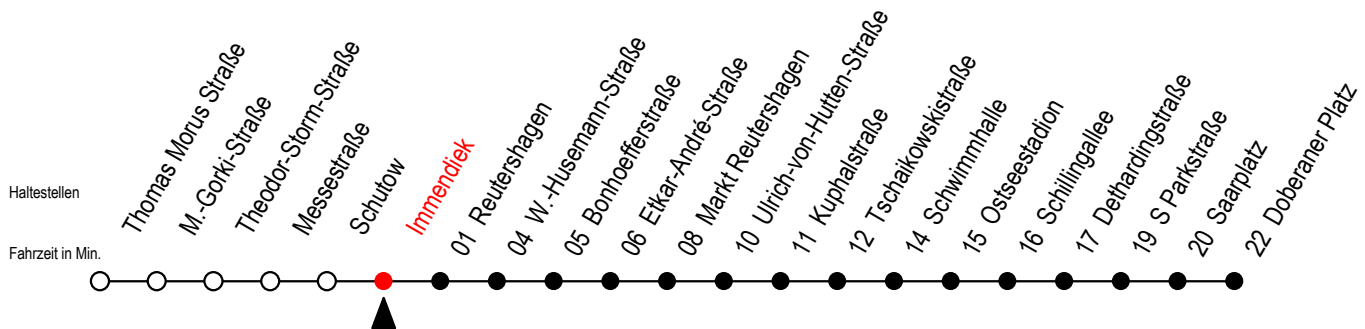 Haltestellen
Fahrzeit in Min.
Thomas Morus Straße
M.-Gorki-Straße
Theodor-Storm-Straße
Messestraße
Schutow
Immendiek
01 Reutershagen
04 W.-Husemann-Straße
05 Bonhoefferstraße
06 Etkar-André-Straße
08 Markt Reutershagen
10 Ulrich-von-Hutten-Straße
11 Kuphalstraße
12 Tschaikowskistraße
14 Schwimmhalle
15 Ostseestadion
16 Schillingallee
17 Dethardingstraße
19 S Parkstraße
20 Saarplatz
22 Doberaner Platz